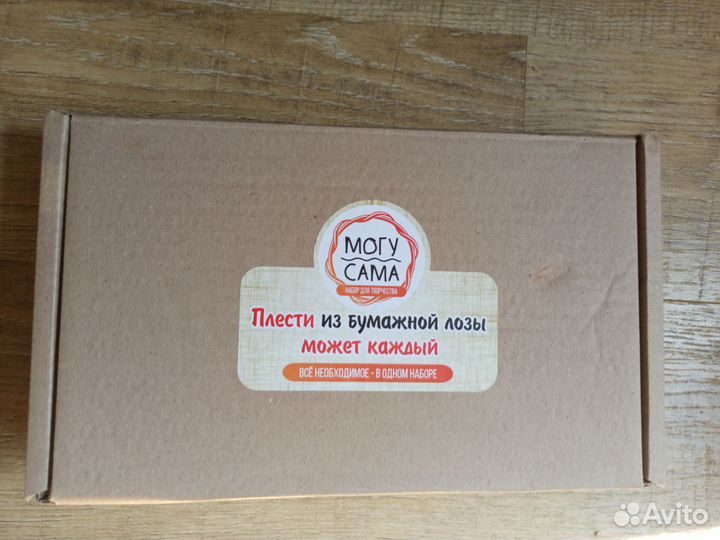 МОГУ
САМА
НАБОР ДЛЯ ТВОРЧЕСТВА
Плести из бумажной лозы
может каждый
ВСЁ НЕОБХОДИМОЕ - В ОДНОМ НАБОРЕ
Avito